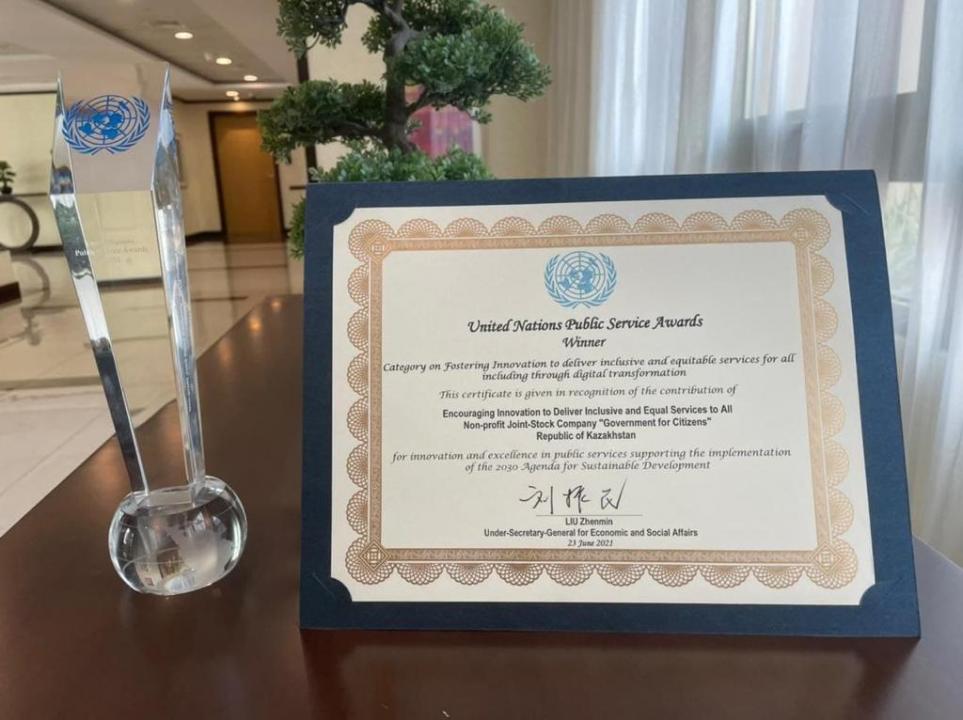 United Nations Public Service Awards
Winner
Category on Fostering Innovation to deliver inclusive and equitable services for all
including through digital transformation
This certificate is given in recognition of the contribution of
Encouraging Innovation to Deliver Inclusive and Equal Services to All
Non-profit Joint-Stock Company "Government for Citizens"
Republic of Kazakhstan
for innovation and excellence in public services supporting the implementation
of the 2030 Agenda for Sustainable Development
刘振民
LIU Zhenmin
Under-Secretary-General for Economic and Social Affairs
23 June 2021